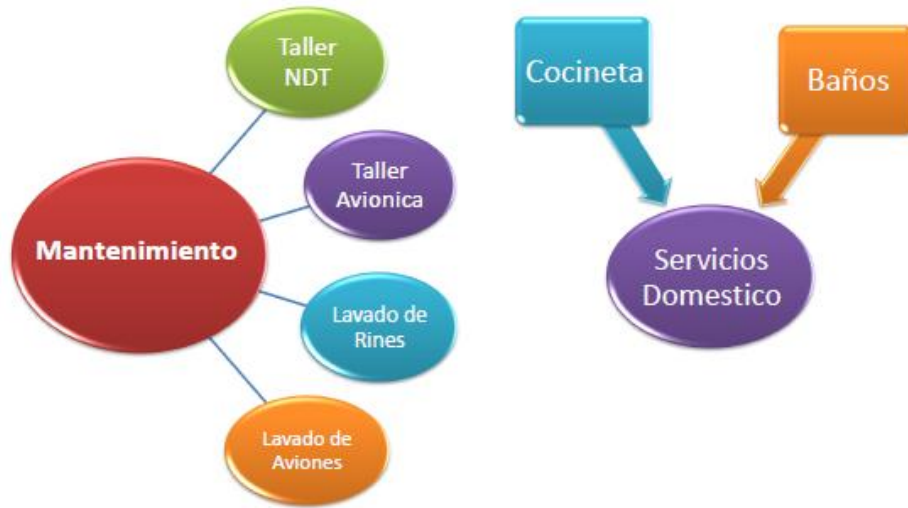 Taller
NDT
Taller
Avionica
Mantenimiento
Lavado de
Rines
Lavado de
Aviones
Cocineta
Baños
Servicios
Domestico